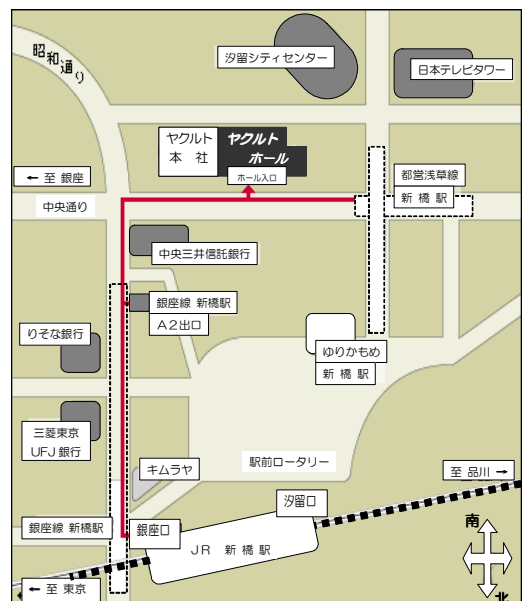 昭和通り
汐留シティセンター
日本テレビタワー
ヤクルト
本 社
ヤクルト
ホール
ホール入口
← 至 銀座
都営浅草線
新 橋 駅
中央通り
中央三井信託銀行
銀座線 新橋駅
A2出口
りそな銀行
ゆりかもめ
新 橋 駅
三菱東京
UFJ 銀行
キムラヤ
駅前ロータリー
至 品川 →
汐留口
銀座線 新橋駅
銀座口
JR 新 橋 駅
南
← 至 東京
北